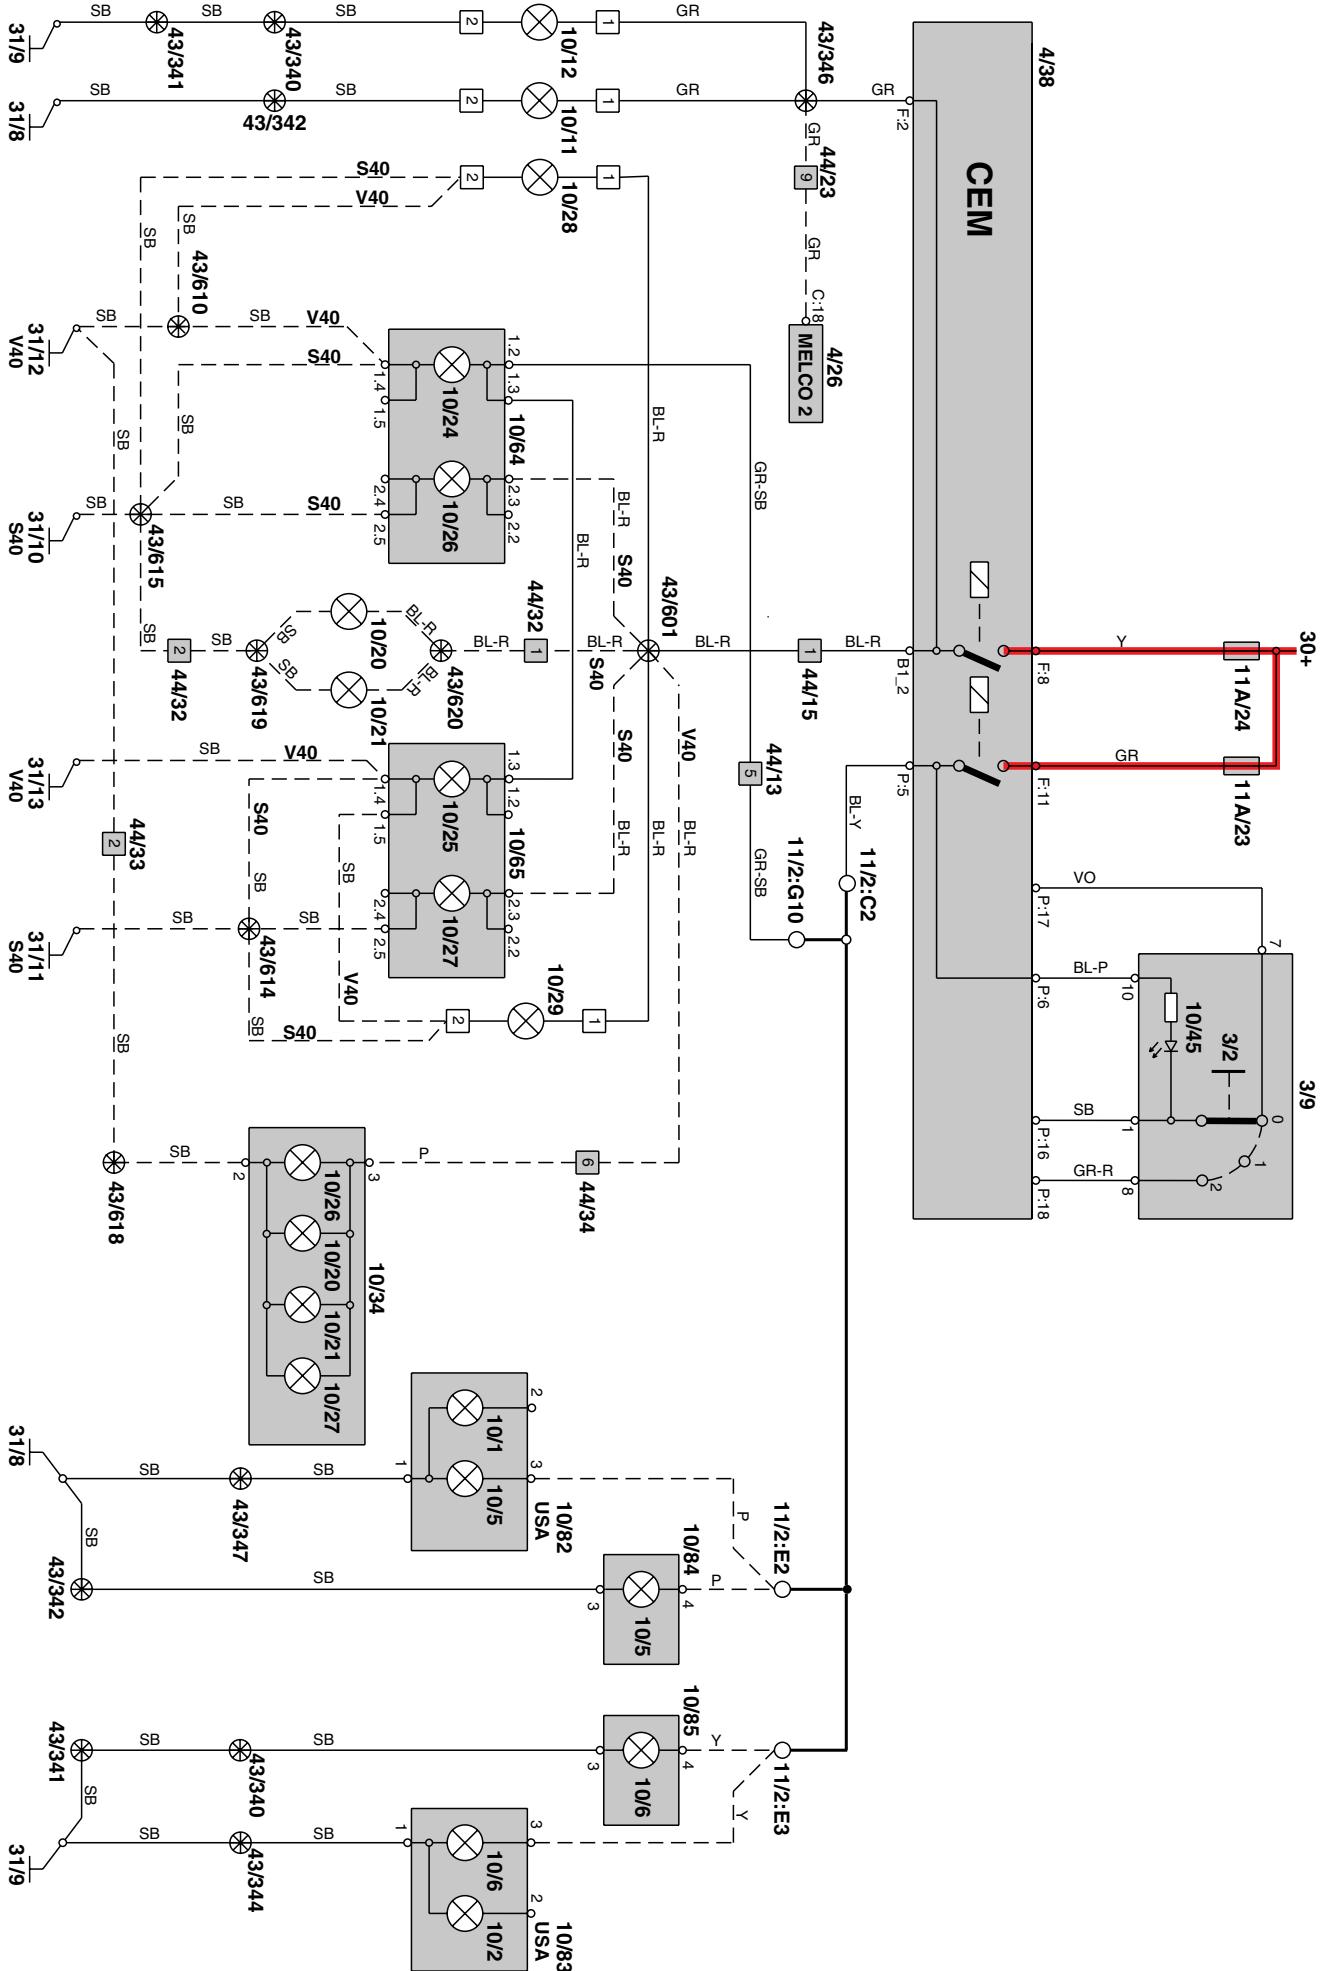 30+
3/9
11A/24
11A/23
7
0
1
2
3/2
10/45
Y
GR
VO
BL-P
10
SB
1
GR-R
8
4/38
F:8
F:11
P:17
P:6
P:16
P:18
CEM
F:2
B1_2
P:5
GR
BL-R
BL-Y
11/2:C2
43/346
44/23
4/26
GR
9
GR
C:18
MELCO 2
44/15
1
44/13
5
GR-SB
GR-SB
11/2:G10
11/2:E2
11/2:E3
P
Y
GR
GR
BL-R
43/601
BL-R
V40
BL-R
BL-R
10/84
P
4
10/5
3
10/85
Y
4
10/6
3
BL-R
S40
BL-R
S40
S40
BL-R
1
1
BL-R
44/32
1
BL-R
44/34
6
1
10/12
10/11
10/28
10/29
10/64
1.2
1.3
2.3
2.2
10/24
10/26
1.4
1.5
2.4
2.5
10/65
1.3
1.2
2.3
2.2
10/25
10/27
1.4
1.5
2.4
2.5
10/82
USA
3
2
10/1
10/5
1
10/83
USA
3
2
10/6
10/2
1
2
2
2
2
43/620
BL-R
BL-R
10/20
10/21
SB
SB
43/619
P
3
10/34
10/26
10/20
10/21
10/27
2
SB
SB
SB
S40
V40
V40
S40
S40
V40
S40
SB
V40
S40
SB
SB
43/340
43/342
43/610
SB
SB
SB
SB
SB
SB
44/32
2
SB
SB
43/614
SB
SB
SB
SB
43/347
43/340
43/344
SB
SB
SB
SB
43/341
43/615
SB
SB
SB
SB
44/33
2
SB
43/618
SB
SB
SB
SB
SB
SB
43/342
43/341
31/9
31/8
31/12
V40
31/10
S40
31/13
V40
31/11
S40
31/8
31/9